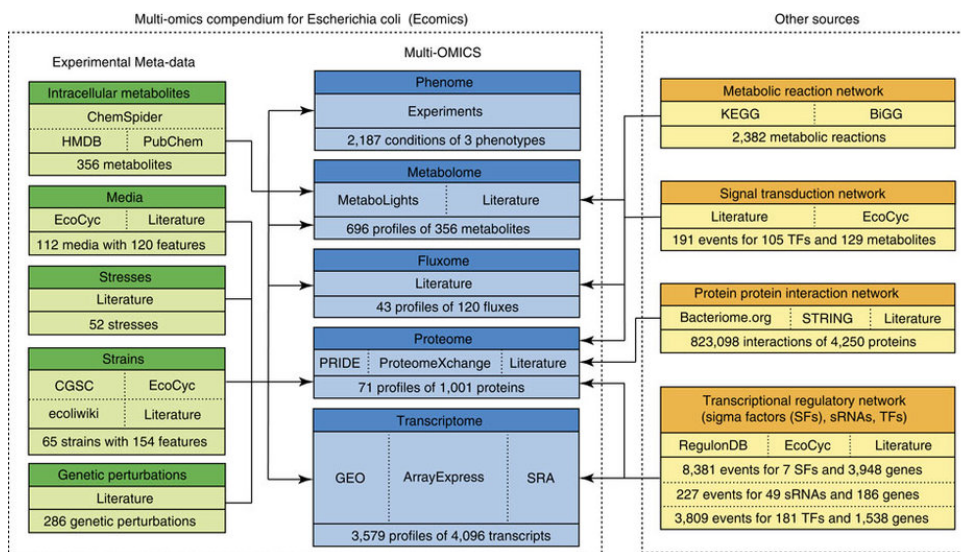 Multi-omics compendium for Escherichia coli (Ecomics)
Experimental Meta-data
Intracellular metabolites
ChemSpider
HMDB PubChem
356 metabolites
Media
EcoCyc Literature
112 media with 120 features
Stresses
Literature
52 stresses
Strains
CGSC EcoCyc
ecoliwiki Literature
65 strains with 154 features
Genetic perturbations
Literature
286 genetic perturbations
Multi-OMICS
Phenome
Experiments
2,187 conditions of 3 phenotypes
Metabolome
MetaboLights Literature
696 profiles of 356 metabolites
Fluxome
Literature
43 profiles of 120 fluxes
Proteome
PRIDE ProteomeXchange Literature
71 profiles of 1,001 proteins
Transcriptome
GEO ArrayExpress SRA
3,579 profiles of 4,096 transcripts
Other sources
Metabolic reaction network
KEGG BiGG
2,382 metabolic reactions
Signal transduction network
Literature EcoCyc
191 events for 105 TFs and 129 metabolites
Protein protein interaction network
Bacteriome.org STRING Literature
823,098 interactions of 4,250 proteins
Transcriptional regulatory network
(sigma factors (SFs), sRNAs, TFs)
RegulonDB EcoCyc Literature
8,381 events for 7 SFs and 3,948 genes
227 events for 49 sRNAs and 186 genes
3,809 events for 181 TFs and 1,538 genes